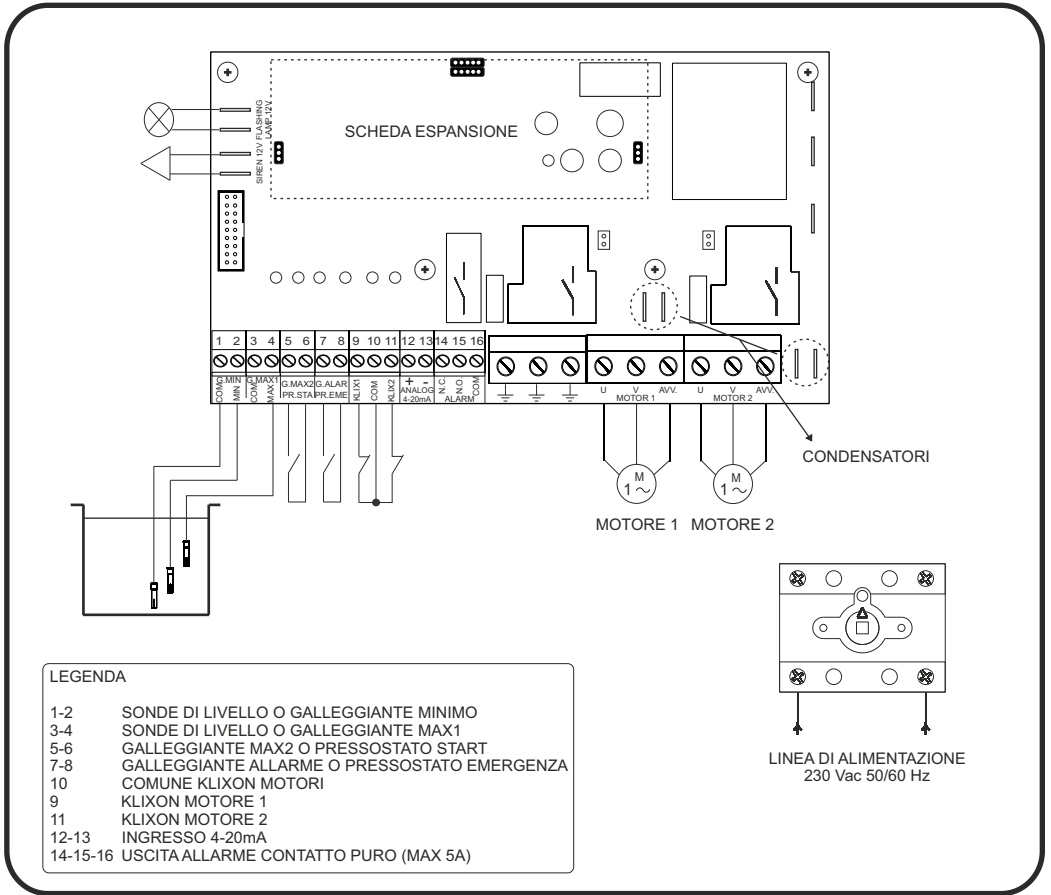 SCHEDA ESPANSIONE
FLASHING
LAMP 12V
SIREN 12V
1 2 3 4 5 6 7 8 9 10 11 12 13 14 15 16
COM
G.MIN
MIN
COM
G.MAX1
MAX1
G.MAX2
PR.STA
G.ALAR
PR.EME
KLIX1
COM
KLIX2
+ -
ANALOG
4-20mA
N.C.
N.O.
COM
ALARM
U V AVV.
MOTOR 1
U V AVV.
MOTOR 2
CONDENSATORI
M
1 ~
M
1 ~
MOTORE 1 MOTORE 2
LINEA DI ALIMENTAZIONE
230 Vac 50/60 Hz
LEGENDA
1-2 SONDE DI LIVELLO O GALLEGGIANTE MINIMO
3-4 SONDE DI LIVELLO O GALLEGGIANTE MAX1
5-6 GALLEGGIANTE MAX2 O PRESSOSTATO START
7-8 GALLEGGIANTE ALLARME O PRESSOSTATO EMERGENZA
10 COMUNE KLIXON MOTORI
9 KLIXON MOTORE 1
11 KLIXON MOTORE 2
12-13 INGRESSO 4-20mA
14-15-16 USCITA ALLARME CONTATTO PURO (MAX 5A)